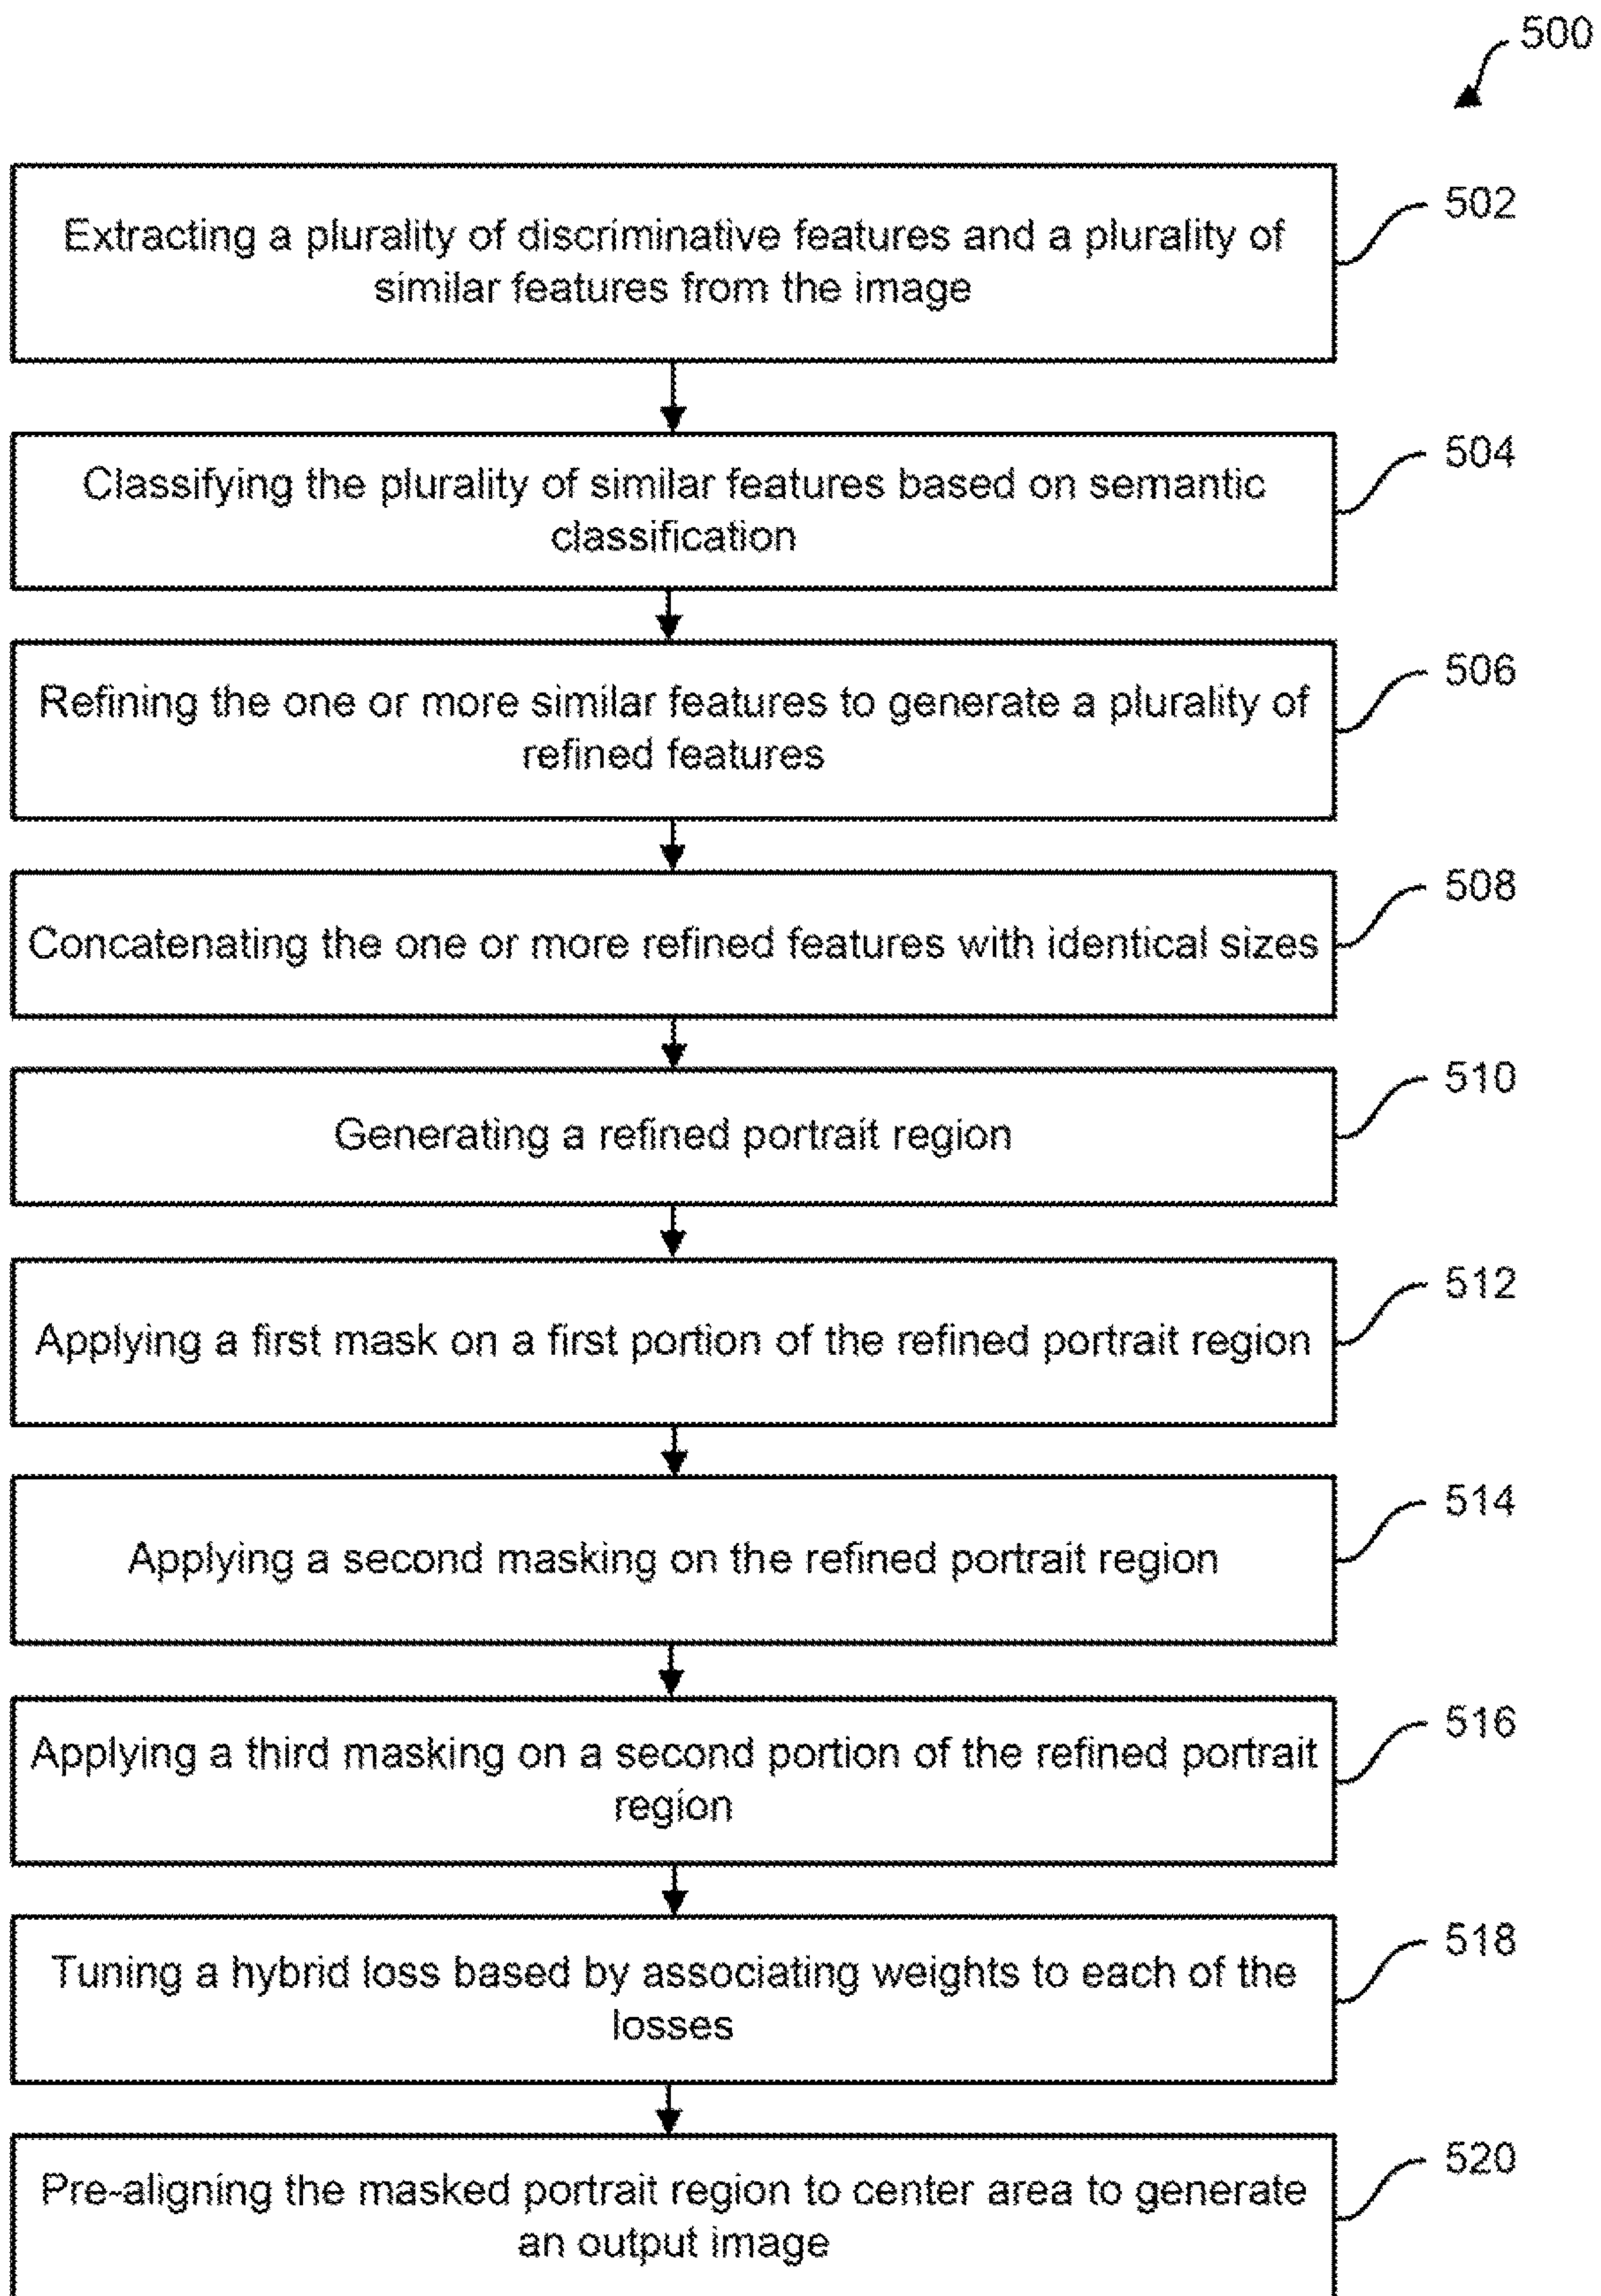 500
Extracting a plurality of discriminative features and a plurality of
similar features from the image
502
Classifying the plurality of similar features based on semantic
classification
504
Refining the one or more similar features to generate a plurality of
refined features
506
Concatenating the one or more refined features with identical sizes
508
Generating a refined portrait region
510
Applying a first mask on a first portion of the refined portrait region
512
Applying a second masking on the refined portrait region
514
Applying a third masking on a second portion of the refined portrait
region
516
Tuning a hybrid loss based by associating weights to each of the
losses
518
Pre-aligning the masked portrait region to center area to generate
an output image
520